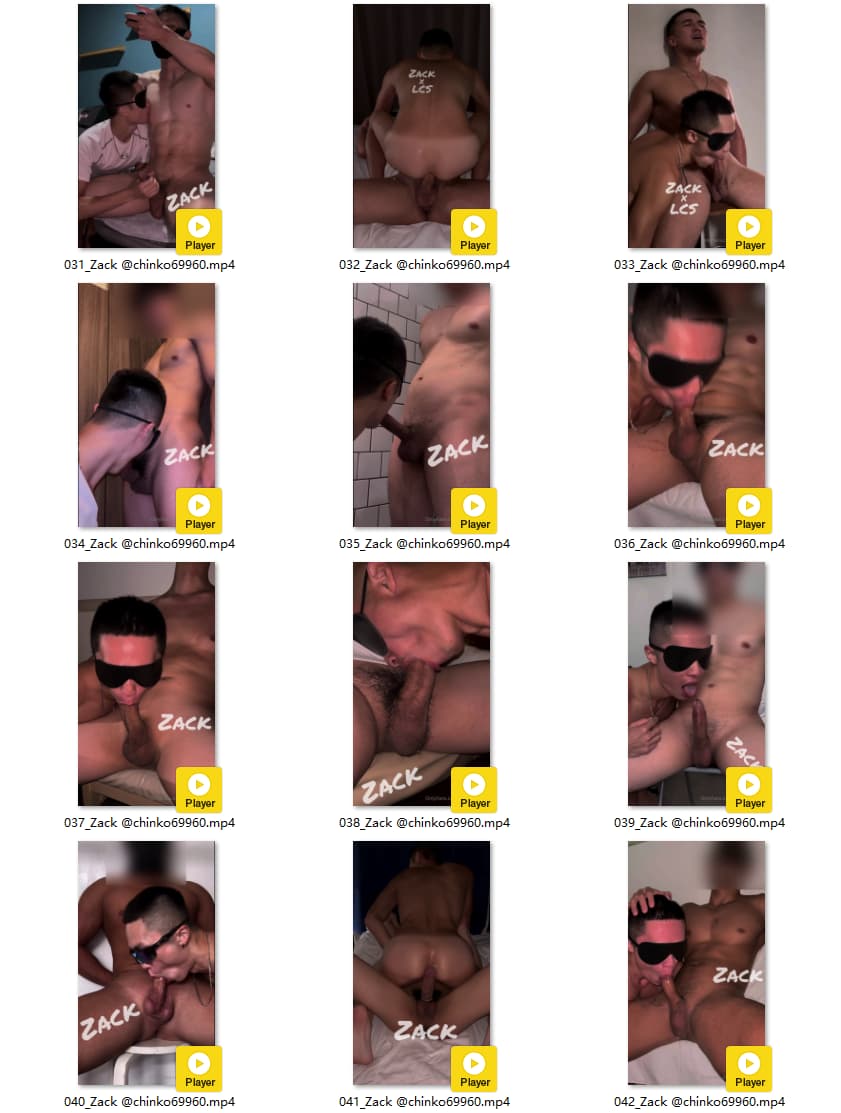 ZACK
Player
031_Zack @chinko69960.mp4
ZACK
x
LCS
Player
032_Zack @chinko69960.mp4
ZACK
x
LCS
Player
033_Zack @chinko69960.mp4
ZACK
Player
034_Zack @chinko69960.mp4
ZACK
Player
035_Zack @chinko69960.mp4
ZACK
Player
036_Zack @chinko69960.mp4
ZACK
Player
037_Zack @chinko69960.mp4
ZACK
Player
038_Zack @chinko69960.mp4
ZACK
Player
039_Zack @chinko69960.mp4
ZACK
Player
040_Zack @chinko69960.mp4
ZACK
Player
041_Zack @chinko69960.mp4
ZACK
Player
042_Zack @chinko69960.mp4